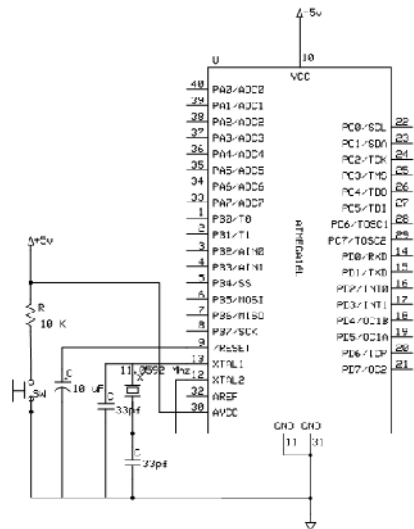 -5v
U
10
VCC
40 PA0/ADC0
39 PA1/ADC1
38 PA2/ADC2
37 PA3/ADC3
36 PA4/ADC4
35 PA5/ADC5
34 PA6/ADC6
33 PA7/ADC7
1 PB0/T0
2 PB1/T1
3 PB2/AIN0
4 PB3/AIN1
5 PB4/SS
6 PB5/MOSI
7 PB6/MISO
8 PB7/SCK
9 /RESET
13 XTAL1
12 XTAL2
32 AREF
30 AVCC
ATMEGA16L
PC0/SCL 22
PC1/SDA 23
PC2/TCK 24
PC3/TMS 25
PC4/TDO 26
PC5/TDI 27
PC6/TOSC1 28
PC7/TOSC2 29
PD0/RXD 14
PD1/TXD 15
PD2/INT0 16
PD3/INT1 17
PD4/OC1B 18
PD5/OC1A 19
PD6/ICP 20
PD7/OC2 21
GND GND
11 31
+5v
R
10 K
SW
C
10 uF
C
33pf
X
11.0592 Mhz
C
33pf